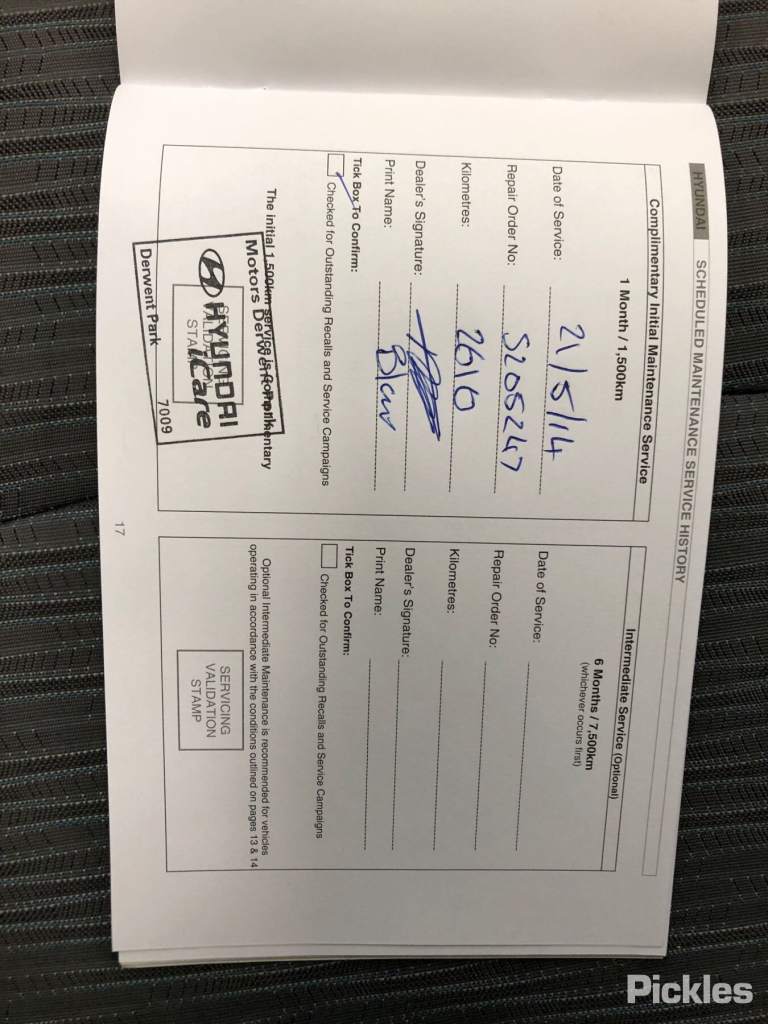 HYUNDAI SCHEDULED MAINTENANCE SERVICE HISTORY
Complimentary Initial Maintenance Service
1 Month / 1,500km
Date of Service: 21/5/14
Repair Order No: S205247
Kilometres: 2610
Dealer's Signature:
Print Name:
Tick Box To Confirm:
Checked for Outstanding Recalls and Service Campaigns
The initial 1,500km service is complimentary
Motors Derwent Park
HYUNDAI
iCare
Derwent Park 7009
Intermediate Service (Optional)
6 Months / 7,500km
(whichever occurs first)
Date of Service:
Repair Order No:
Kilometres:
Dealer's Signature:
Print Name:
Tick Box To Confirm:
Checked for Outstanding Recalls and Service Campaigns
Optional Intermediate Maintenance is recommended for vehicles
operating in accordance with the conditions outlined on pages 13 & 14
SERVICING
VALIDATION
STAMP
17
Pickles